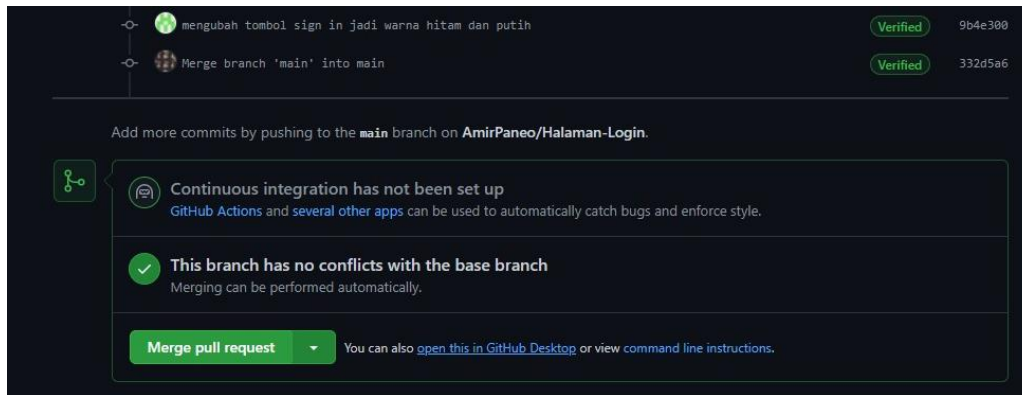 mengubah tombol sign in jadi warna hitam dan putih Verified 9b4e300
Merge branch 'main' into main Verified 332d5a6
Add more commits by pushing to the main branch on AmirPaneo/Halaman-Login.
Continuous integration has not been set up
GitHub Actions and several other apps can be used to automatically catch bugs and enforce style.
This branch has no conflicts with the base branch
Merging can be performed automatically.
Merge pull request You can also open this in GitHub Desktop or view command line instructions.